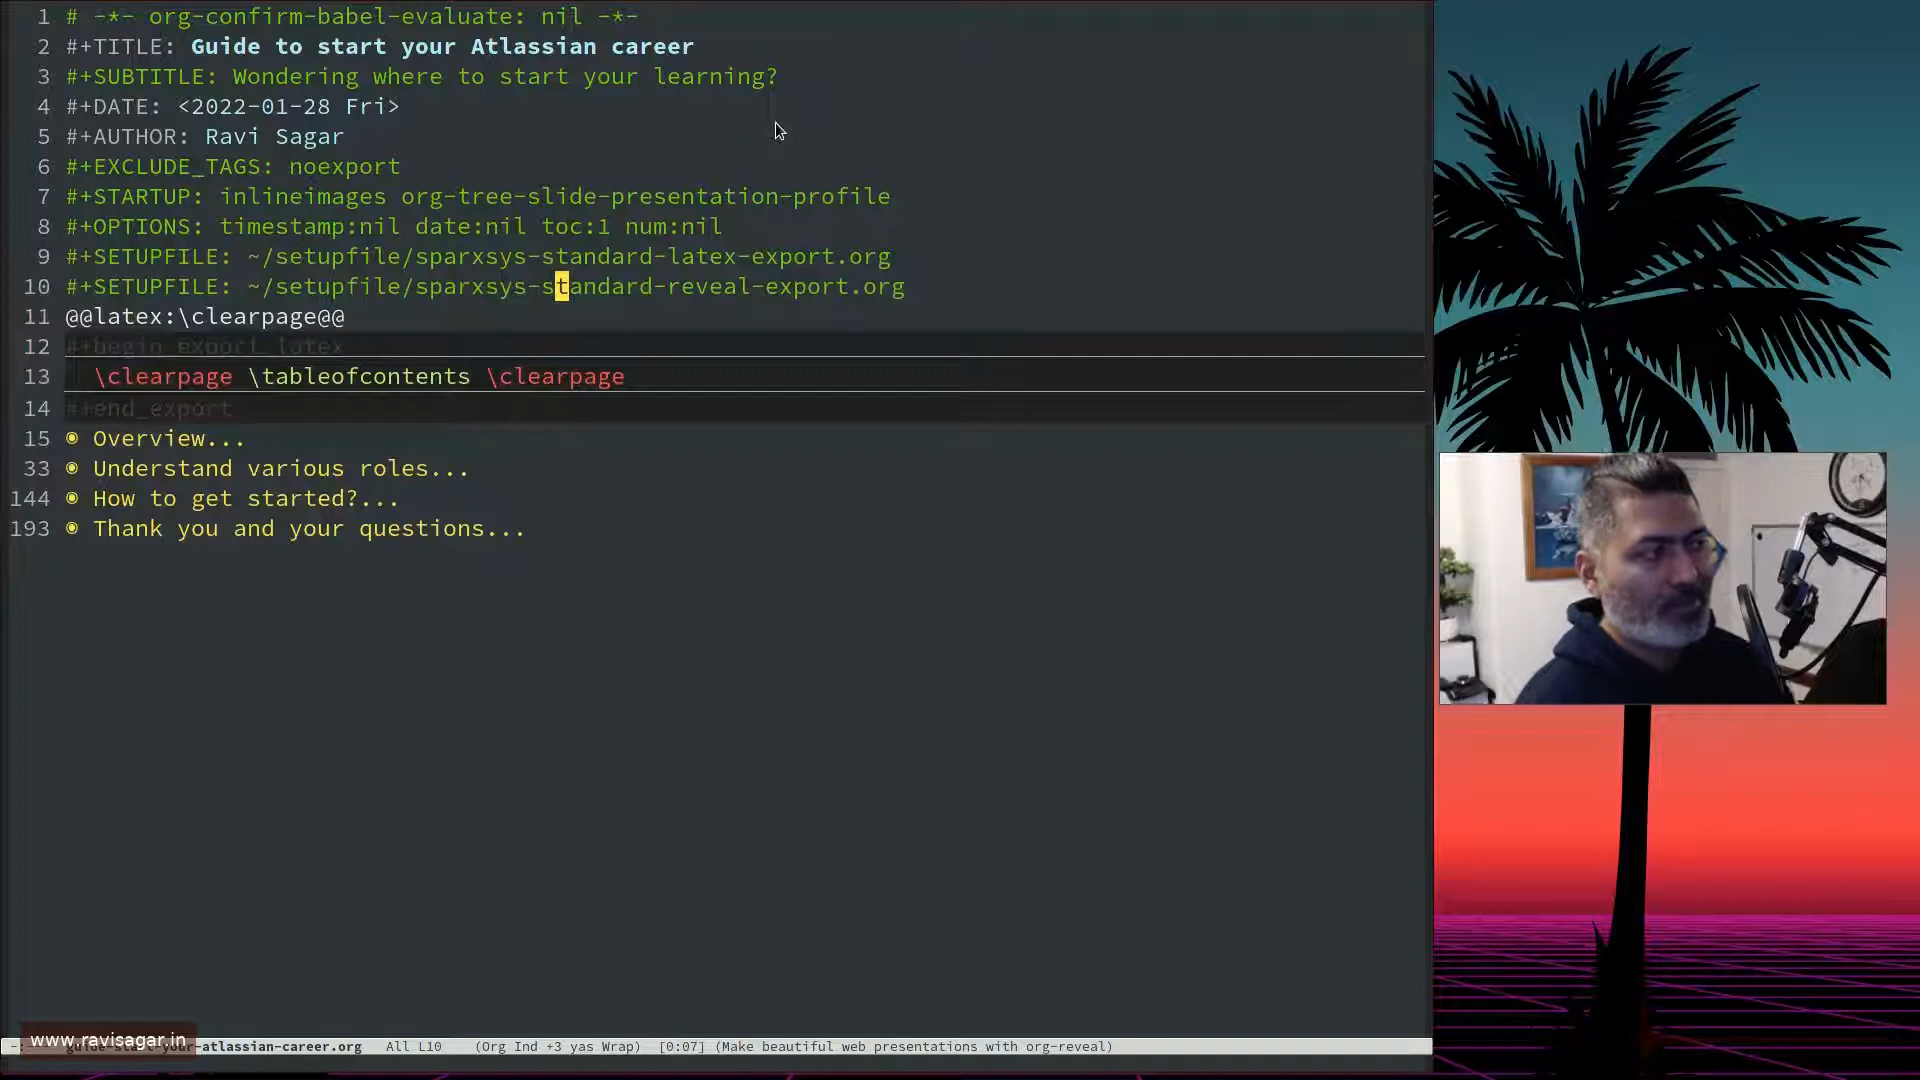 1 # -*- org-confirm-babel-evaluate: nil -*-
2 #+TITLE: Guide to start your Atlassian career
3 #+SUBTITLE: Wondering where to start your learning?
4 #+DATE: <2022-01-28 Fri>
5 #+AUTHOR: Ravi Sagar
6 #+EXCLUDE_TAGS: noexport
7 #+STARTUP: inlineimages org-tree-slide-presentation-profile
8 #+OPTIONS: timestamp:nil date:nil toc:1 num:nil
9 #+SETUPFILE: ~/setupfile/sparxsys-standard-latex-export.org
10 #+SETUPFILE: ~/setupfile/sparxsys-standard-reveal-export.org
11 @@latex:\clearpage@@
12 #+begin_export latex
13 \clearpage \tableofcontents \clearpage
14 #+end_export
15 ◉ Overview...
33 ◉ Understand various roles...
144 ◉ How to get started?...
193 ◉ Thank you and your questions...
www.ravisagar.in
guide-start-your-atlassian-career.org All L10 (Org Ind +3 yas Wrap) [0:07] (Make beautiful web presentations with org-reveal)